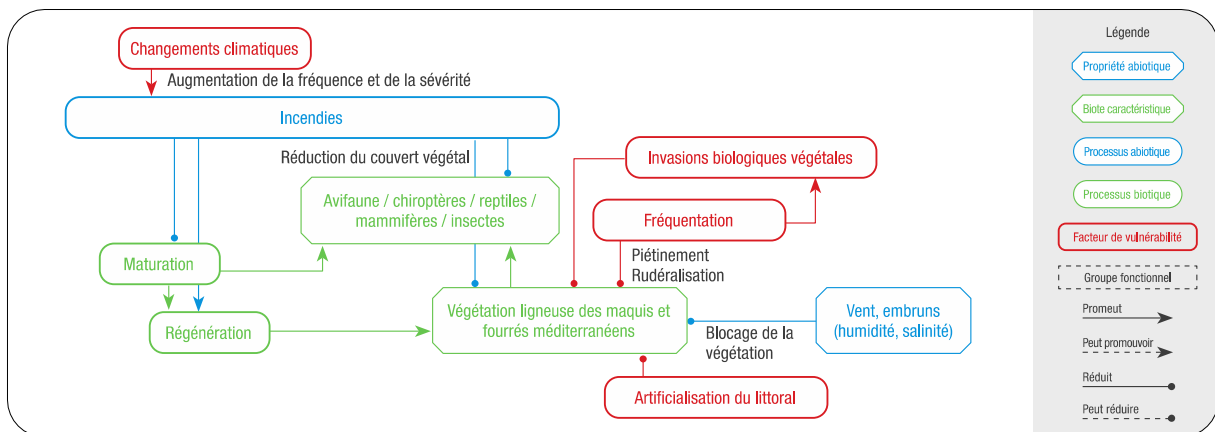 Changements climatiques
Augmentation de la fréquence et de la sévérité
Incendies
Réduction du couvert végétal
Invasions biologiques végétales
Avifaune / chiroptères / reptiles /
mammifères / insectes
Fréquentation
Piétinement
Rudéralisation
Maturation
Régénération
Végétation ligneuse des maquis et
fourrés méditerranéens
Vent, embruns
(humidité, salinité)
Blocage de la
végétation
Artificialisation du littoral
Légende
Propriété abiotique
Biote caractéristique
Processus abiotique
Processus biotique
Facteur de vulnérabilité
Groupe fonctionnel
Promeut
Peut promouvoir
Réduit
Peut réduire